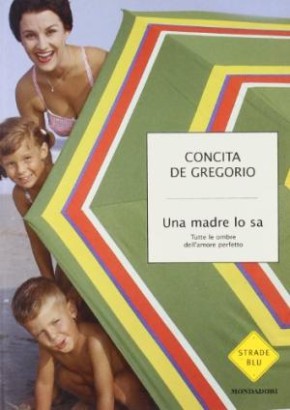 CONCITA
DE GREGORIO
Una madre lo sa
Tutte le ombre
dell'amore perfetto
STRADE
BLU
MONDADORI